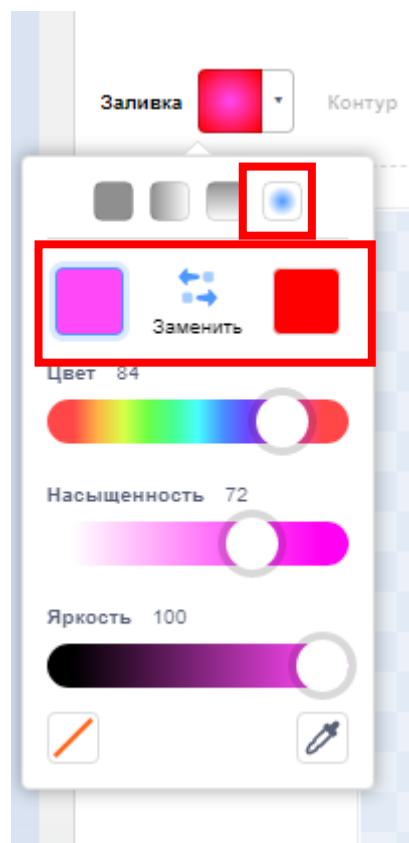 Заливка
Контур
Заменить
Цвет 84
Насыщенность 72
Яркость 100